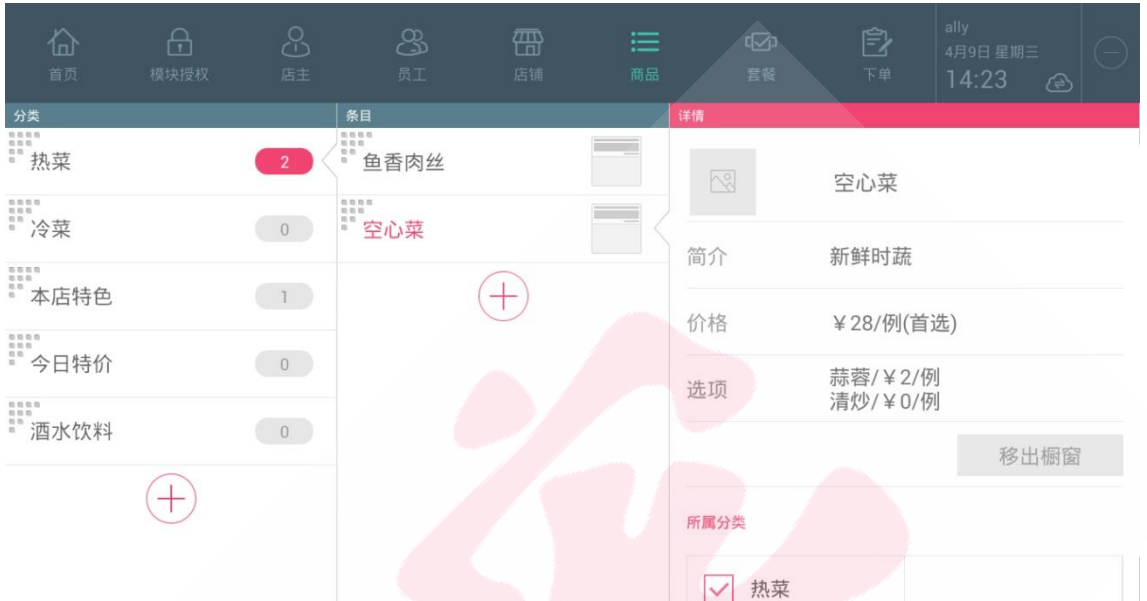 首页
模块授权
店主
员工
店铺
商品
套餐
下单
ally
4月9日 星期三
14:23
分类
条目
详情
热菜 2
冷菜 0
本店特色 1
今日特价 0
酒水饮料 0
鱼香肉丝
空心菜
空心菜
简介 新鲜时蔬
价格 ￥28/例(首选)
选项 蒜蓉/￥2/例
清炒/￥0/例
移出橱窗
所属分类
热菜